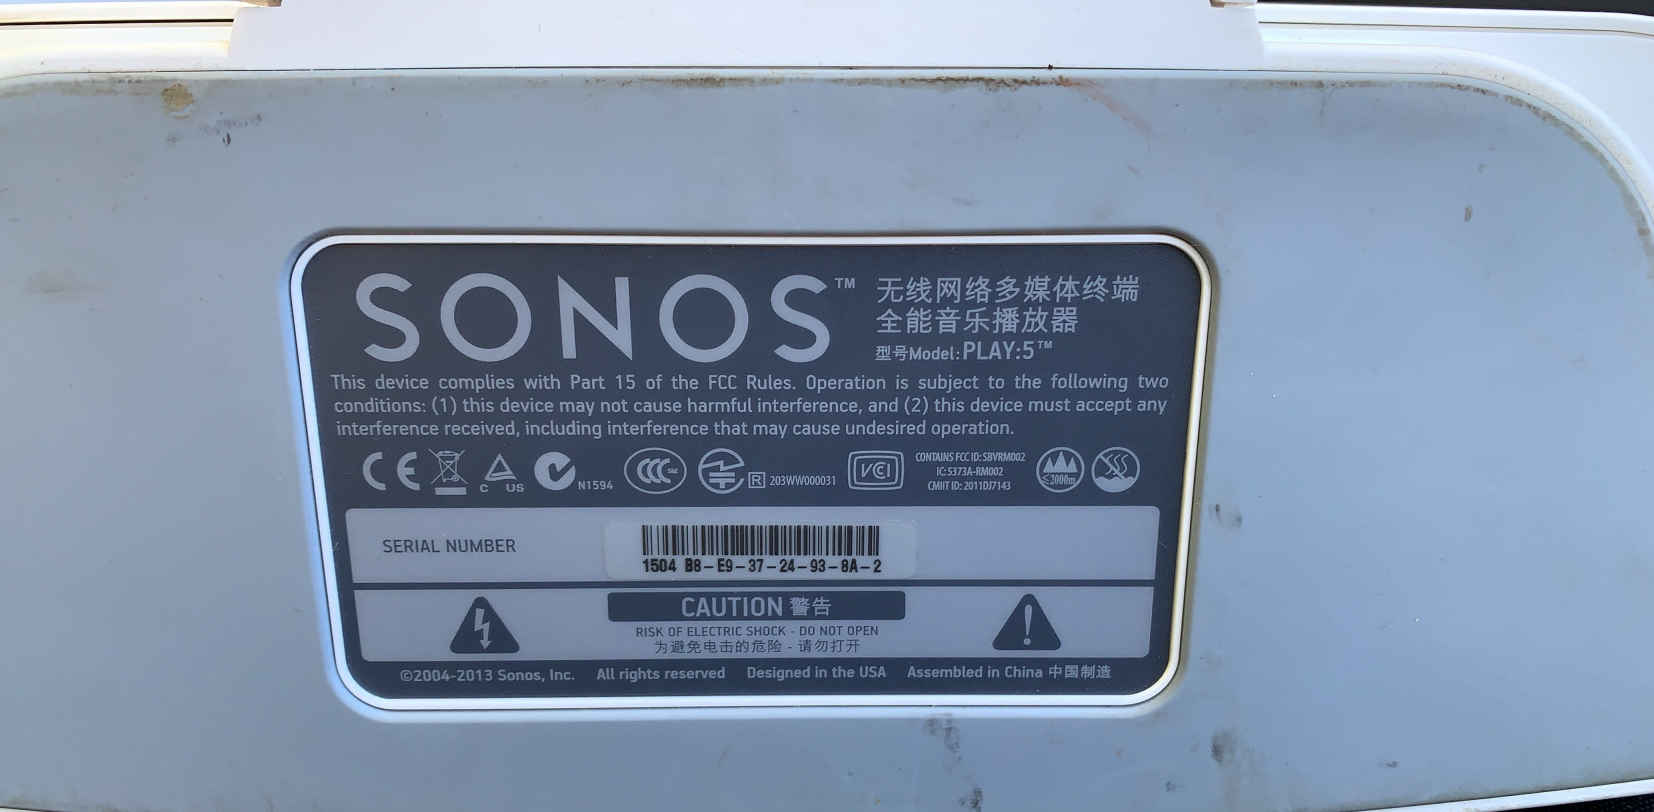 SONOS™
无线网络多媒体终端
全能音乐播放器
型号Model: PLAY:5™
This device complies with Part 15 of the FCC Rules. Operation is subject to the following two
conditions: (1) this device may not cause harmful interference, and (2) this device must accept any
interference received, including interference that may cause undesired operation.
CE
C US
N1594
CCC
R 203WW000031
VCI
CONTAINS FCC ID: SBVRM002
IC: 5373A-RM002
CMIIT ID: 2011DJ7143
≤2000m
SERIAL NUMBER
1504 B8-E9-37-24-93-8A-2
CAUTION 警告
RISK OF ELECTRIC SHOCK - DO NOT OPEN
为避免电击的危险 - 请勿打开
©2004-2013 Sonos, Inc. All rights reserved Designed in the USA Assembled in China 中国制造